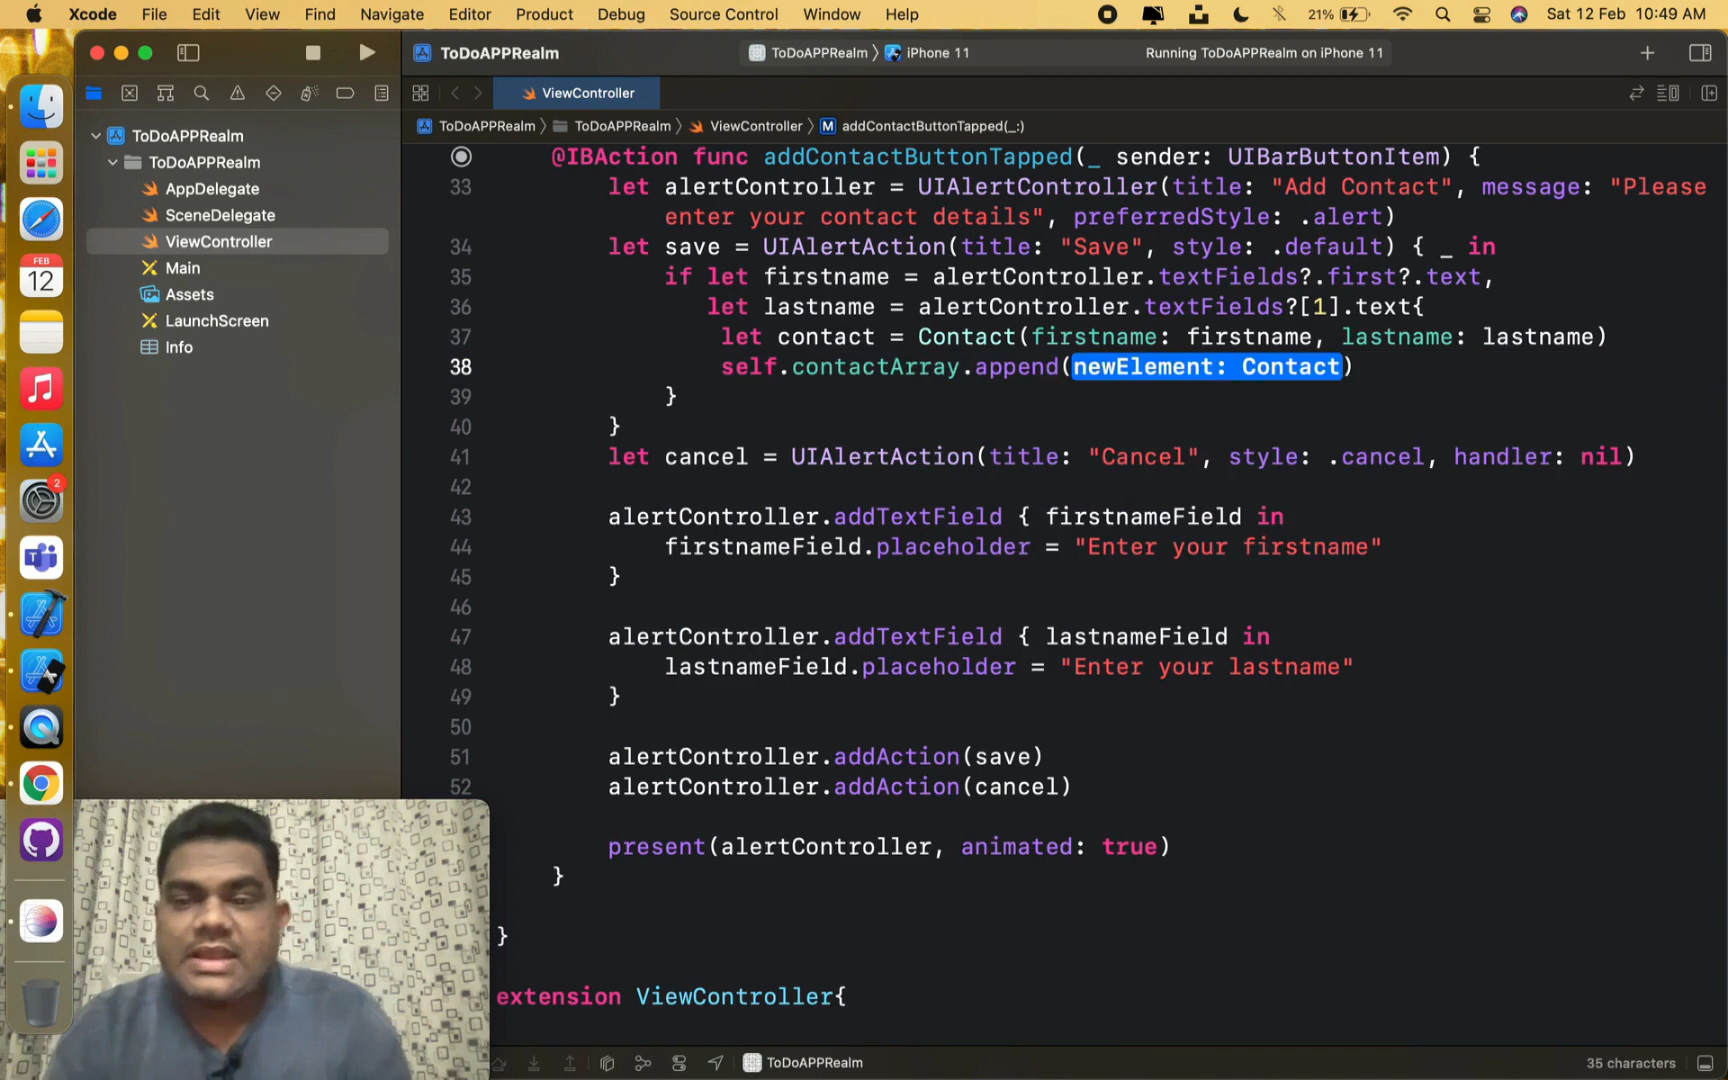 Xcode File Edit View Find Navigate Editor Product Debug Source Control Window Help 21% Sat 12 Feb 10:49 AM
ToDoAPPRealm ToDoAPPRealm iPhone 11 Running ToDoAPPRealm on iPhone 11
ViewController
ToDoAPPRealm ToDoAPPRealm ViewController M addContactButtonTapped(_:)
ToDoAPPRealm
ToDoAPPRealm
AppDelegate
SceneDelegate
ViewController
Main
Assets
LaunchScreen
Info
FEB
12
2
@IBAction func addContactButtonTapped(_ sender: UIBarButtonItem) {
33 let alertController = UIAlertController(title: "Add Contact", message: "Please
enter your contact details", preferredStyle: .alert)
34 let save = UIAlertAction(title: "Save", style: .default) { _ in
35 if let firstname = alertController.textFields?.first?.text,
36 let lastname = alertController.textFields?[1].text{
37 let contact = Contact(firstname: firstname, lastname: lastname)
38 self.contactArray.append(newElement: Contact)
39 }
40 }
41 let cancel = UIAlertAction(title: "Cancel", style: .cancel, handler: nil)
42
43 alertController.addTextField { firstnameField in
44 firstnameField.placeholder = "Enter your firstname"
45 }
46
47 alertController.addTextField { lastnameField in
48 lastnameField.placeholder = "Enter your lastname"
49 }
50
51 alertController.addAction(save)
52 alertController.addAction(cancel)
present(alertController, animated: true)
}
}
extension ViewController{
ToDoAPPRealm 35 characters